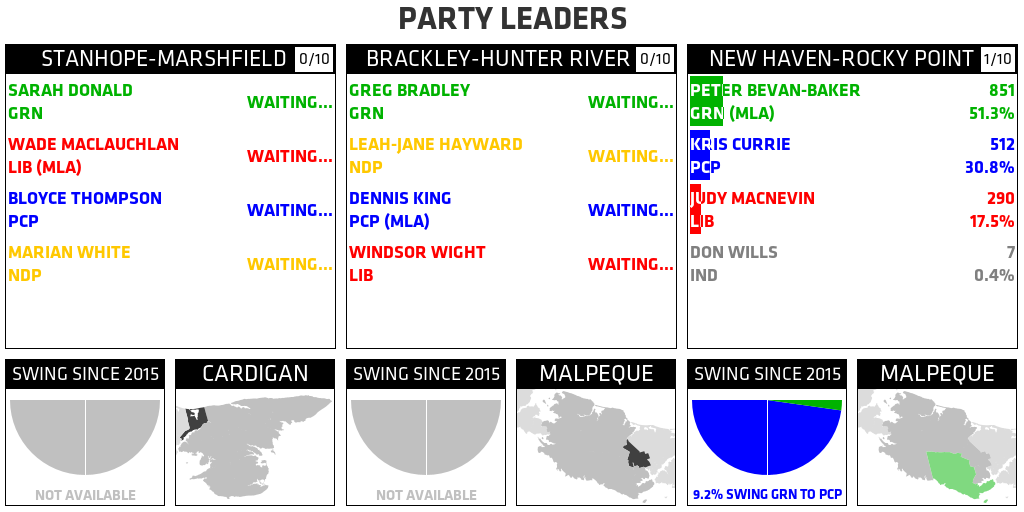 PARTY LEADERS
STANHOPE-MARSHFIELD 0/10
SARAH DONALD
GRN
WAITING...
WADE MACLAUCHLAN
LIB (MLA)
WAITING...
BLOYCE THOMPSON
PCP
WAITING...
MARIAN WHITE
NDP
WAITING...
BRACKLEY-HUNTER RIVER 0/10
GREG BRADLEY
GRN
WAITING...
LEAH-JANE HAYWARD
NDP
WAITING...
DENNIS KING
PCP (MLA)
WAITING...
WINDSOR WIGHT
LIB
WAITING...
NEW HAVEN-ROCKY POINT 1/10
PETER BEVAN-BAKER 851
GRN (MLA) 51.3%
KRIS CURRIE 512
PCP 30.8%
JUDY MACNEVIN 290
LIB 17.5%
DON WILLS 7
IND 0.4%
SWING SINCE 2015
NOT AVAILABLE
CARDIGAN
SWING SINCE 2015
NOT AVAILABLE
MALPEQUE
SWING SINCE 2015
9.2% SWING GRN TO PCP
MALPEQUE